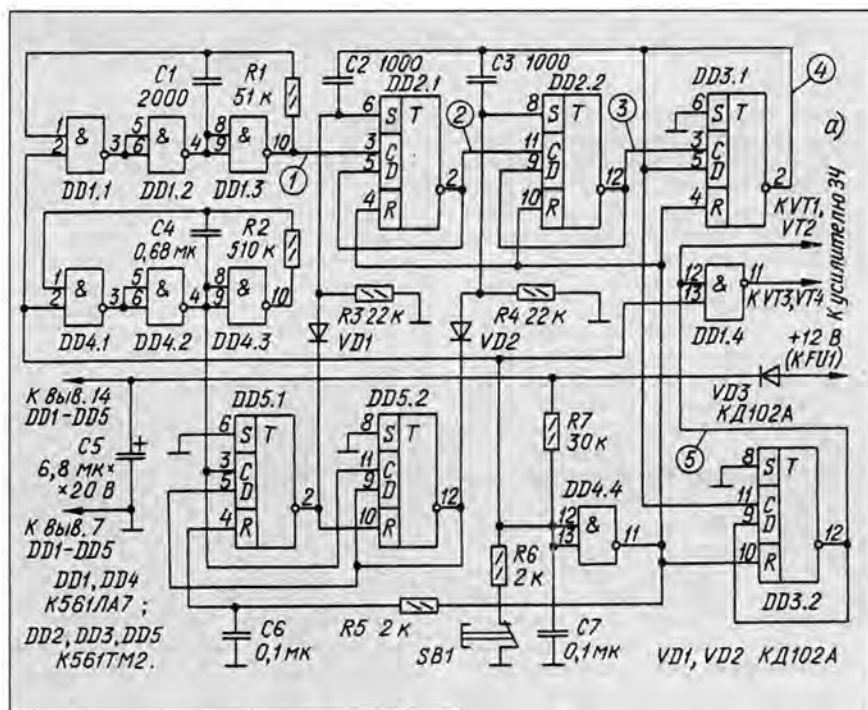 C1
2000
R1
51 к
C2 1000
C3 1000
DD2.1
DD2.2
DD3.1
4
а)
1
2
&
3
5
6
&
4
8
9
&
10
DD1.1
DD1.2
DD1.3
1
6
3
5
4
S
C
D
R
T
2
2
8
11
9
10
S
C
D
R
T
12
3
6
3
5
4
S
C
D
R
T
2
К VT1,
VT2
C4
0,68 мк
R2
510 к
1
2
&
3
5
6
&
4
8
9
&
10
DD4.1
DD4.2
DD4.3
R3 22 к
R4 22 к
VD1
VD2
12
13
&
11
DD1.4
К VT3, VT4
К усилителю ЗЧ
+12 В
(К FU1)
VD3
КД102А
К выв. 14
DD1–DD5
C5
6,8 мк×
×20 В
К выв. 7
DD1–DD5
DD5.1
DD5.2
6
3
5
4
S
C
D
R
T
2
8
11
9
10
S
C
D
R
T
12
R7
30 к
DD4.4
12
13
&
11
R6
2 к
5
8
11
9
10
S
C
D
R
T
12
DD3.2
DD1, DD4
К561ЛА7 ;
DD2, DD3, DD5
К561ТМ2.
C6
0,1 мк
R5 2 к
SB1
C7
0,1 мк
VD1, VD2 КД102А